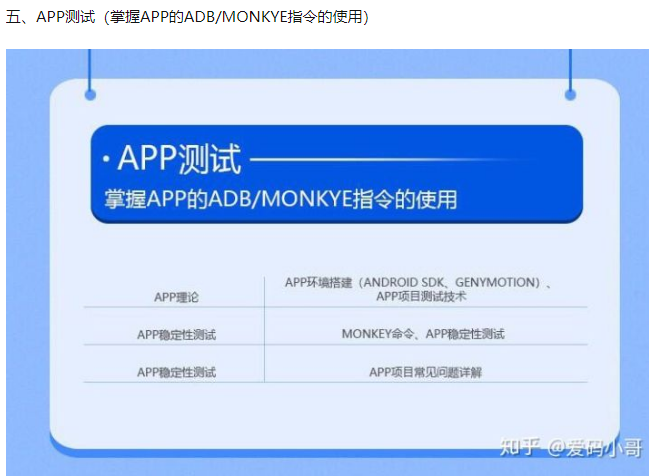 五、APP测试（掌握APP的ADB/MONKYE指令的使用）
·APP测试
掌握APP的ADB/MONKYE指令的使用
APP理论
APP环境搭建（ANDROID SDK、GENYMOTION）、
APP项目测试技术
APP稳定性测试
MONKEY命令、APP稳定性测试
APP稳定性测试
APP项目常见问题详解
知乎 @爱码小哥